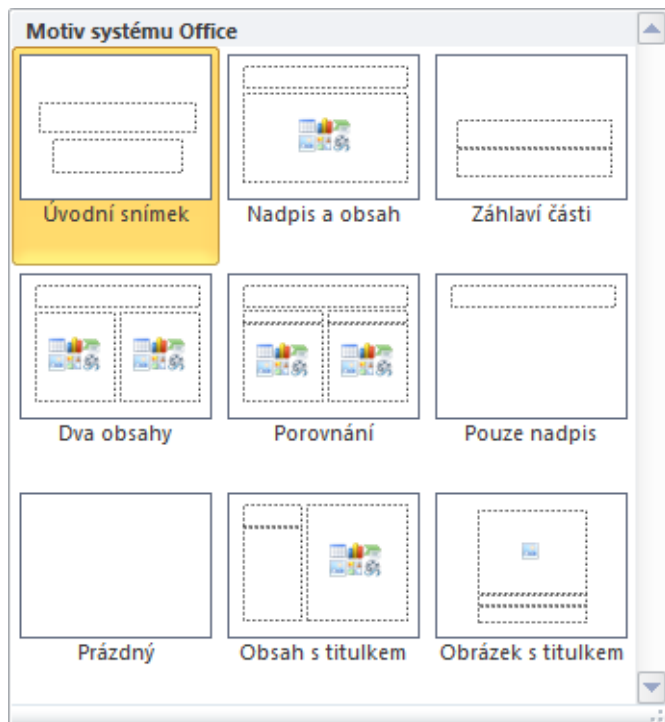 Motiv systému Office
Úvodní snímek
Nadpis a obsah
Záhlaví části
Dva obsahy
Porovnání
Pouze nadpis
Prázdný
Obsah s titulkem
Obrázek s titulkem